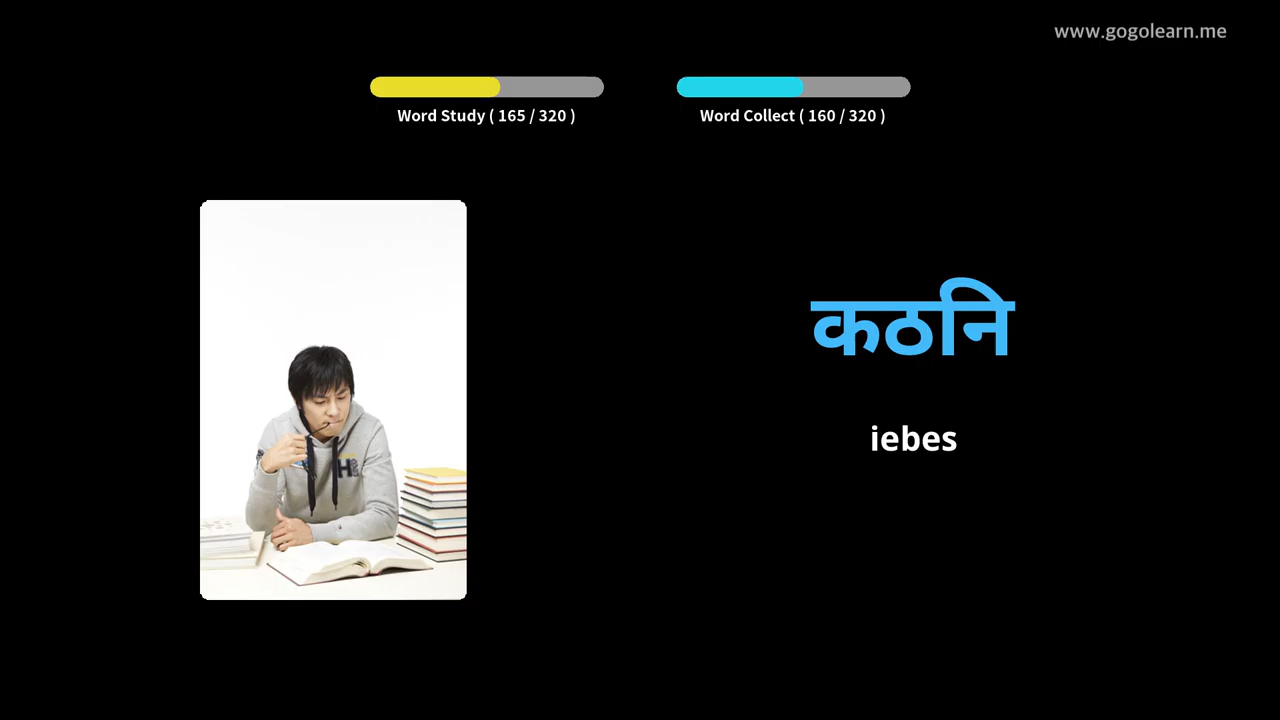 www.gogolearn.me
Word Study ( 165 / 320 )
Word Collect ( 160 / 320 )
कठनि
iebes